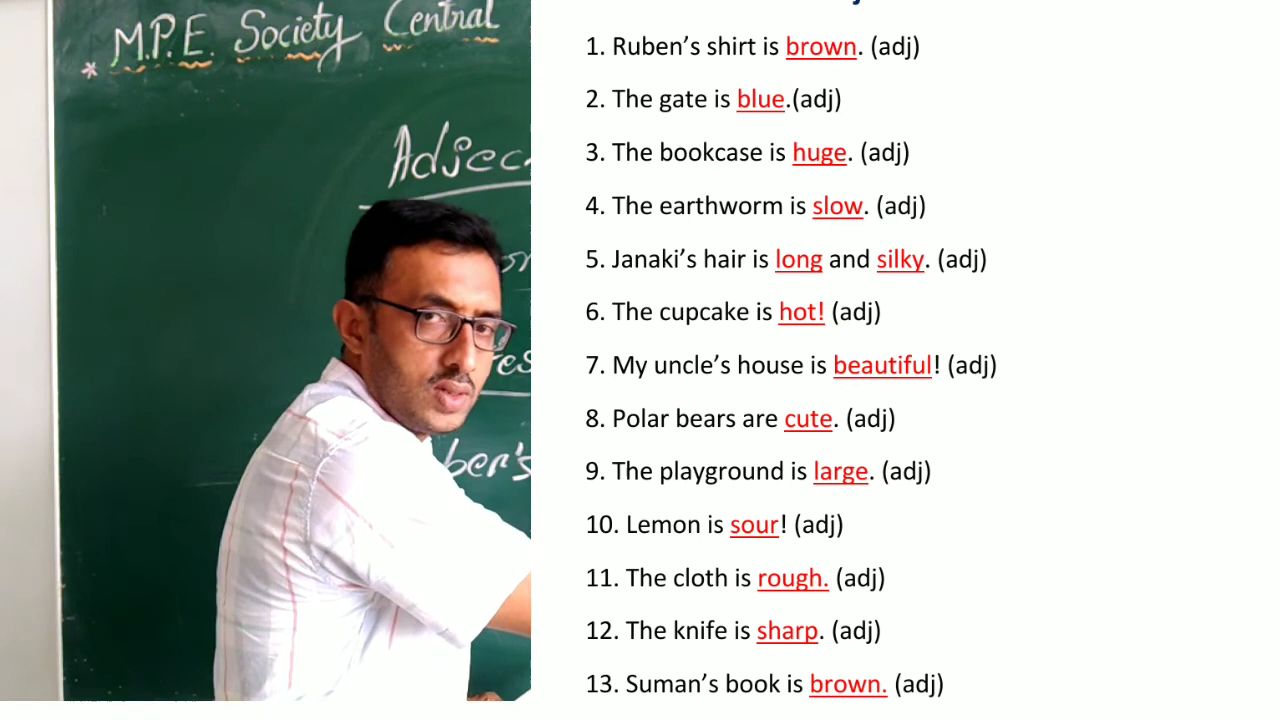 M.P.E. Society Central
*
1. Ruben’s shirt is brown. (adj)
2. The gate is blue.(adj)
3. The bookcase is huge. (adj)
4. The earthworm is slow. (adj)
5. Janaki’s hair is long and silky. (adj)
6. The cupcake is hot! (adj)
7. My uncle’s house is beautiful! (adj)
8. Polar bears are cute. (adj)
9. The playground is large. (adj)
10. Lemon is sour! (adj)
11. The cloth is rough. (adj)
12. The knife is sharp. (adj)
13. Suman’s book is brown. (adj)